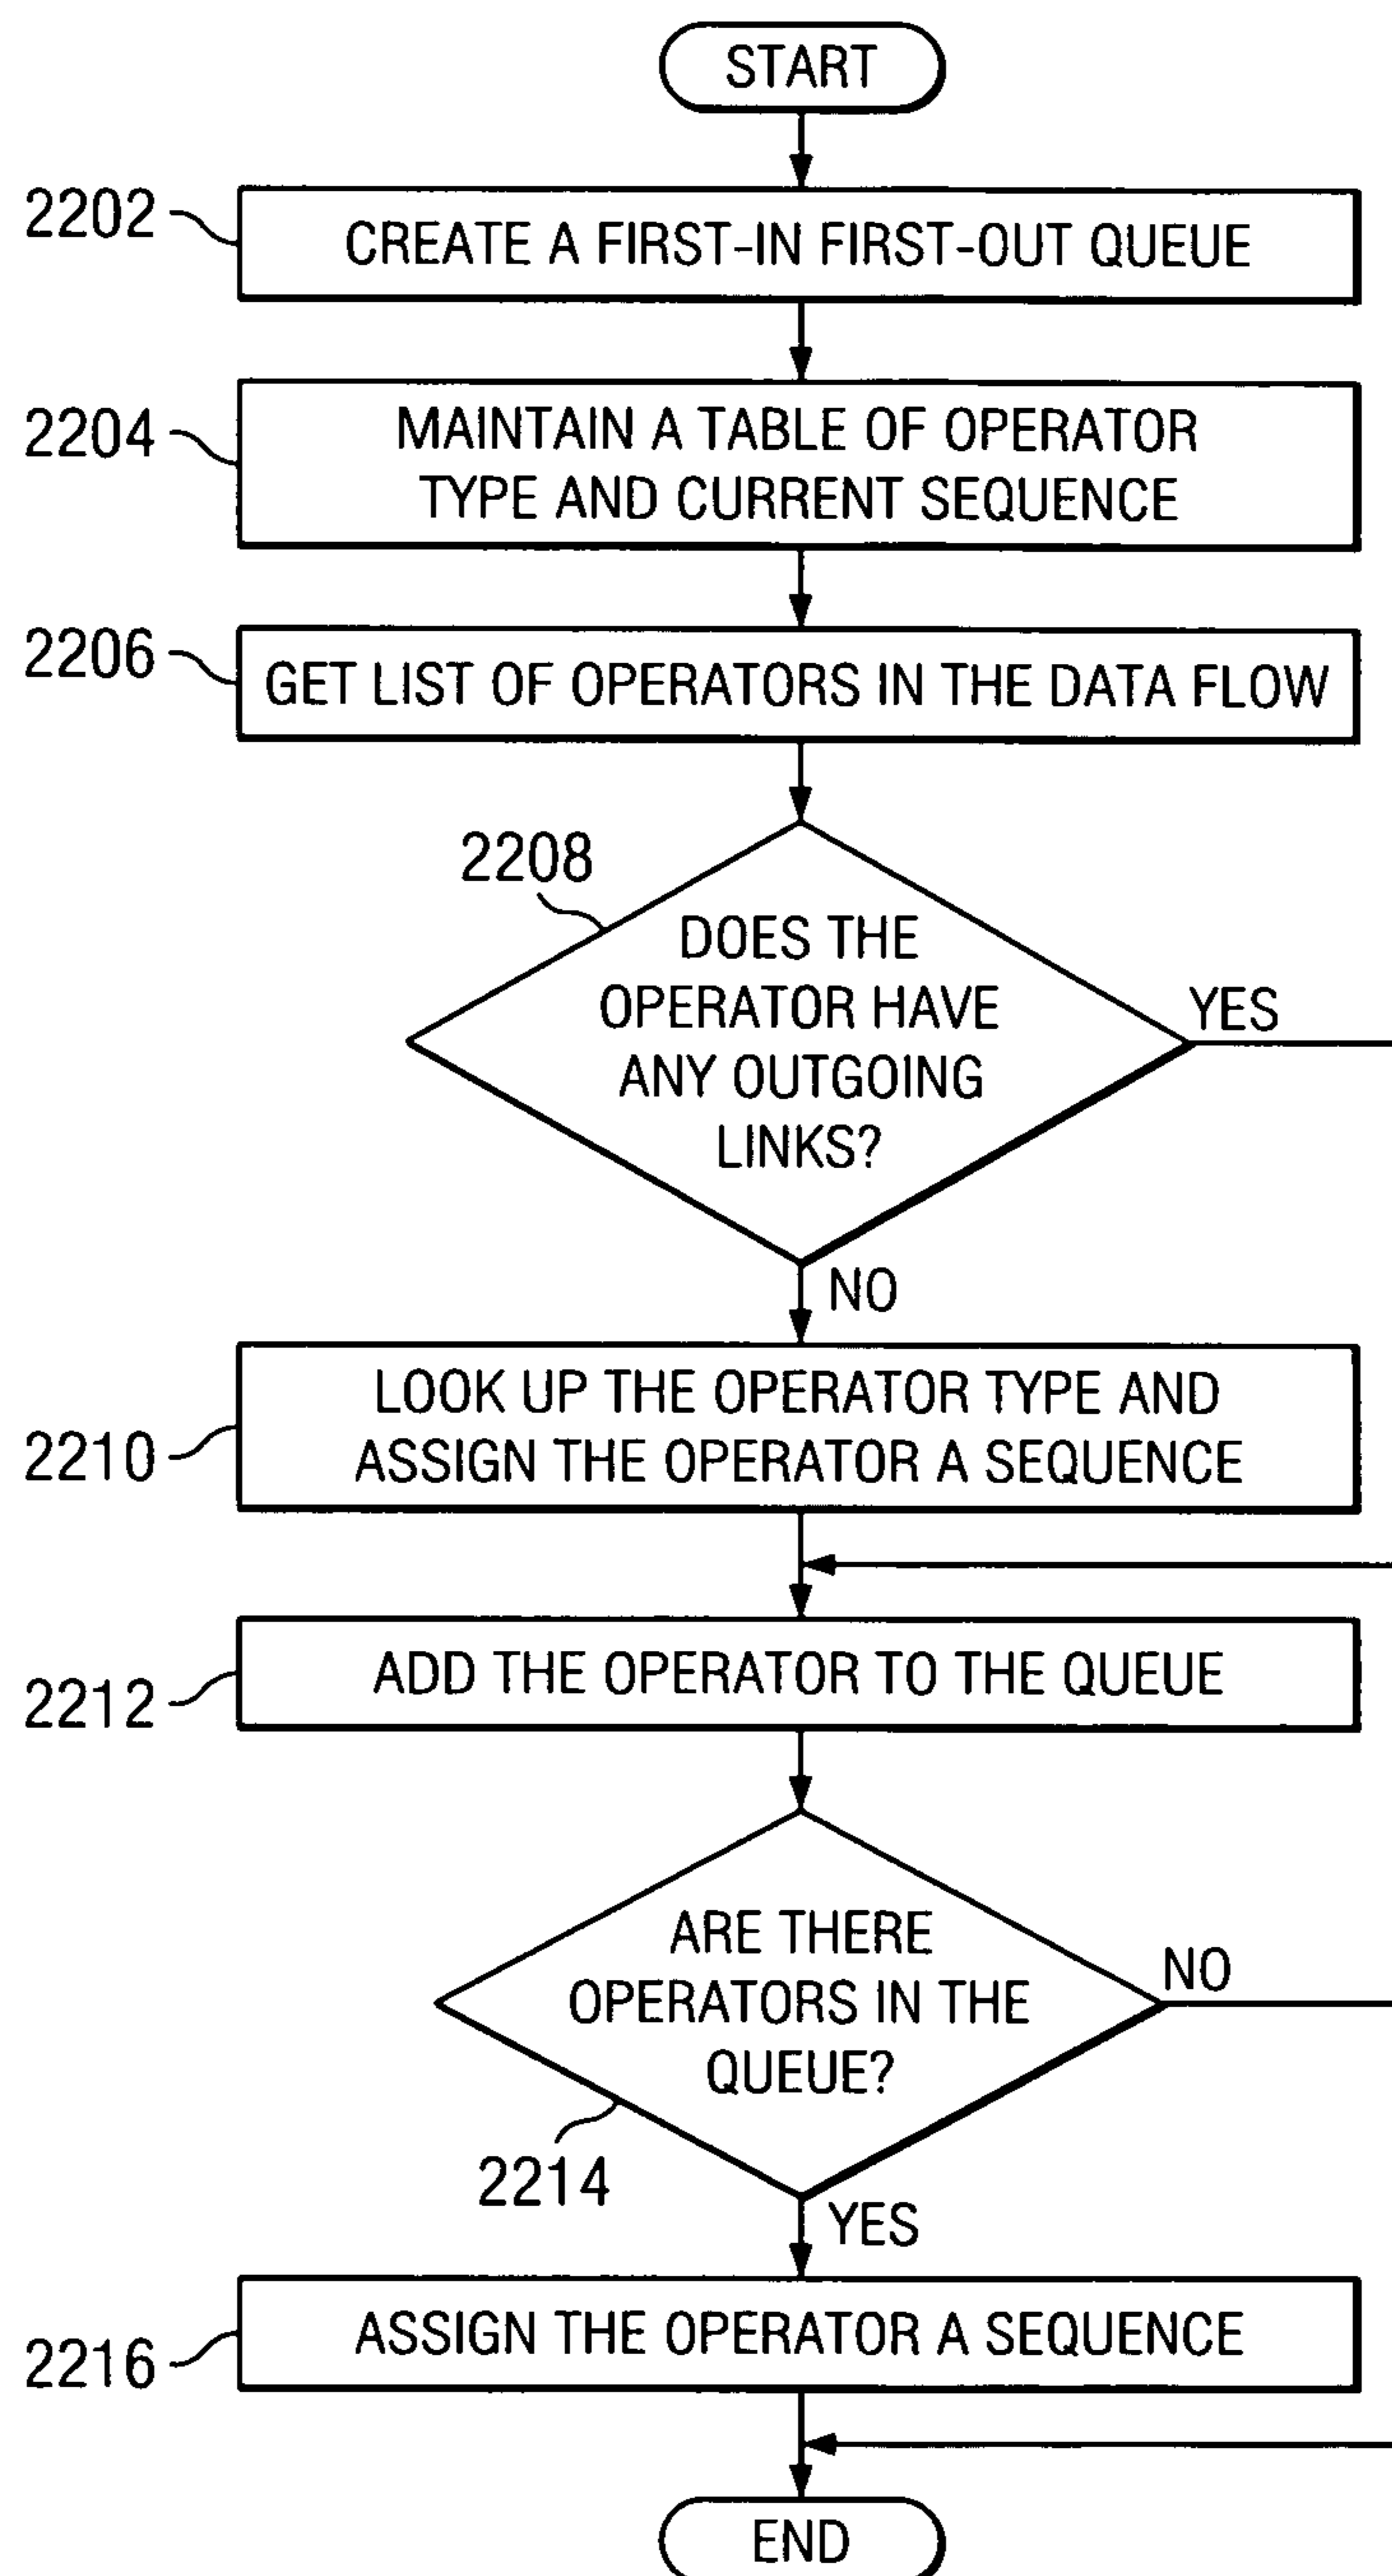 START
2202
CREATE A FIRST-IN FIRST-OUT QUEUE
2204
MAINTAIN A TABLE OF OPERATOR
TYPE AND CURRENT SEQUENCE
2206
GET LIST OF OPERATORS IN THE DATA FLOW
2208
DOES THE
OPERATOR HAVE
ANY OUTGOING
LINKS?
YES
NO
2210
LOOK UP THE OPERATOR TYPE AND
ASSIGN THE OPERATOR A SEQUENCE
2212
ADD THE OPERATOR TO THE QUEUE
ARE THERE
OPERATORS IN THE
QUEUE?
NO
2214
YES
2216
ASSIGN THE OPERATOR A SEQUENCE
END